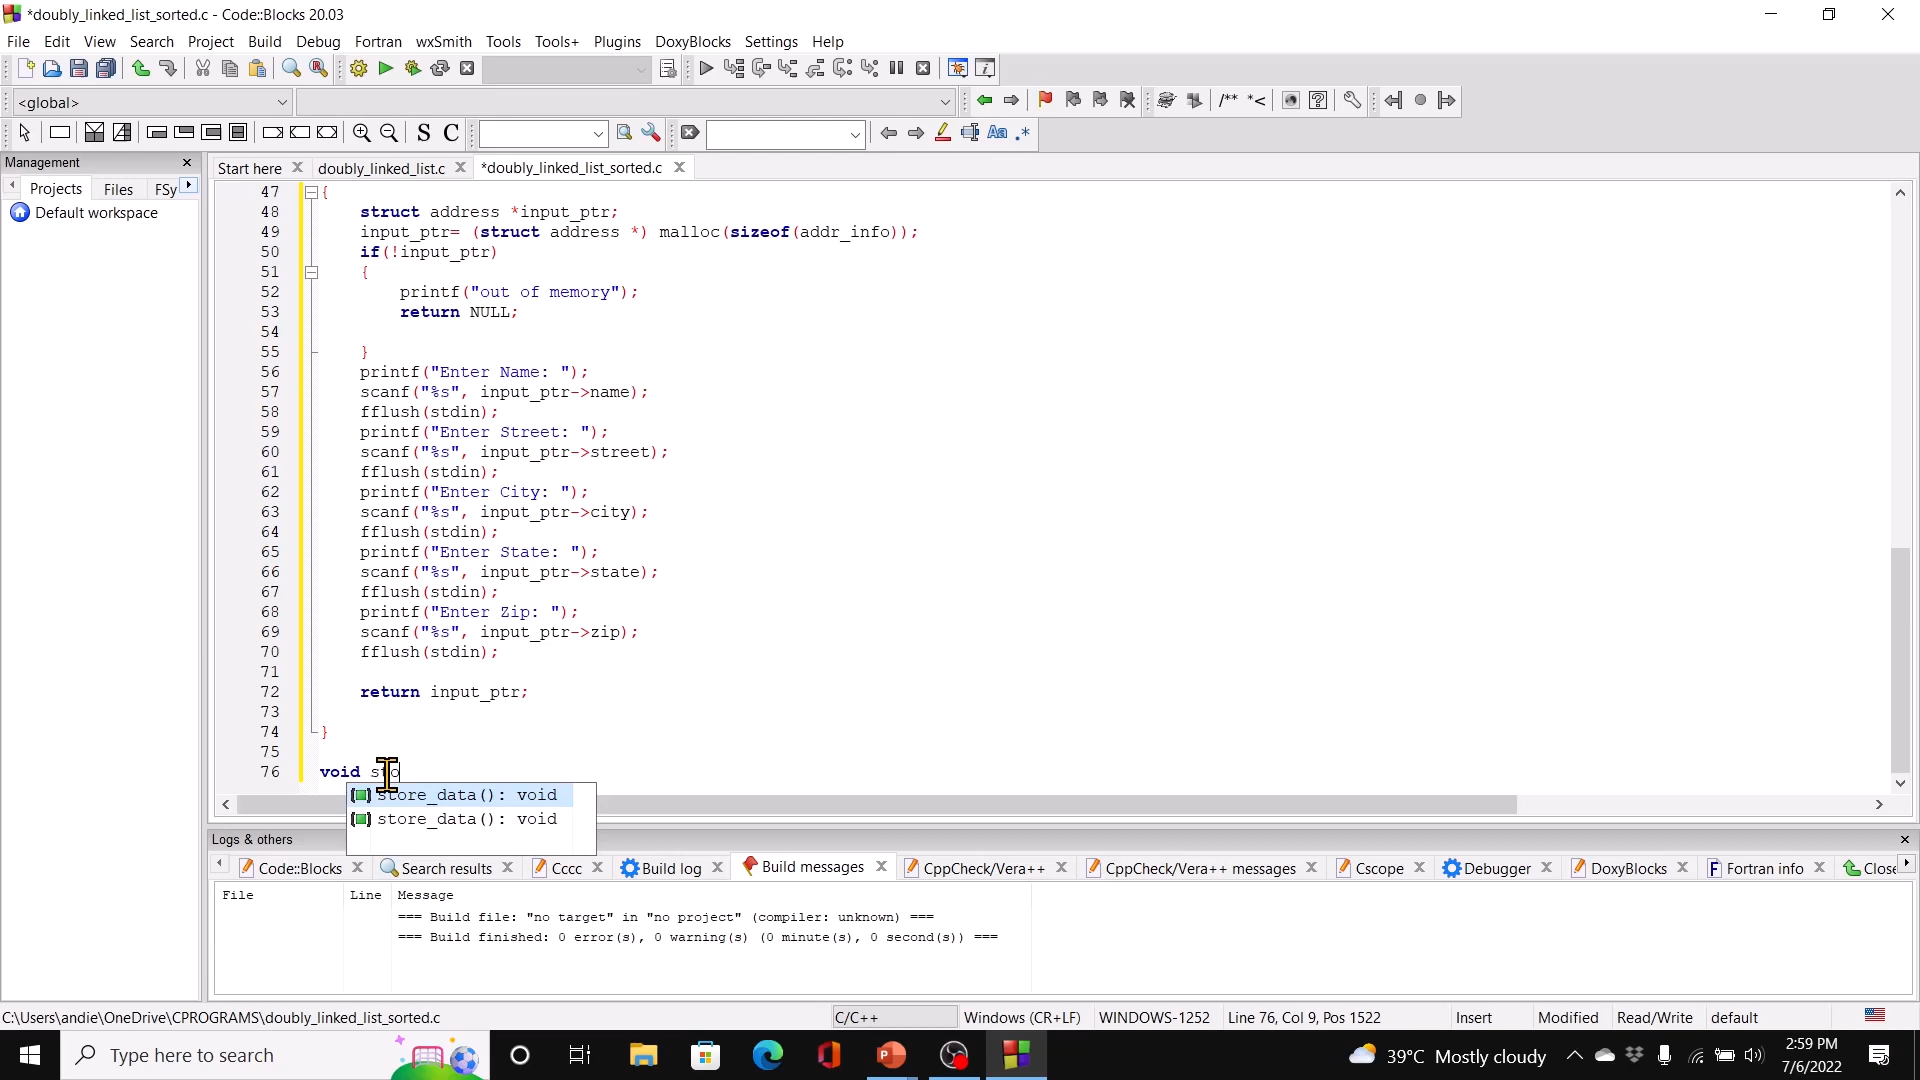 *doubly_linked_list_sorted.c - Code::Blocks 20.03
File Edit View Search Project Build Debug Fortran wxSmith Tools Tools+ Plugins DoxyBlocks Settings Help
<global>
/** *<
S C
Aa .*
Management
Start here doubly_linked_list.c *doubly_linked_list_sorted.c
Projects Files FSy
Default workspace
47 {
48 struct address *input_ptr;
49 input_ptr= (struct address *) malloc(sizeof(addr_info));
50 if(!input_ptr)
51 {
52 printf("out of memory");
53 return NULL;
54
55 }
56 printf("Enter Name: ");
57 scanf("%s", input_ptr->name);
58 fflush(stdin);
59 printf("Enter Street: ");
60 scanf("%s", input_ptr->street);
61 fflush(stdin);
62 printf("Enter City: ");
63 scanf("%s", input_ptr->city);
64 fflush(stdin);
65 printf("Enter State: ");
66 scanf("%s", input_ptr->state);
67 fflush(stdin);
68 printf("Enter Zip: ");
69 scanf("%s", input_ptr->zip);
70 fflush(stdin);
71
72 return input_ptr;
73
74 }
75
76 void sto
store_data(): void
store_data(): void
Logs & others
Code::Blocks Search results Cccc Build log Build messages CppCheck/Vera++ CppCheck/Vera++ messages Cscope Debugger DoxyBlocks Fortran info Close
File Line Message
=== Build file: "no target" in "no project" (compiler: unknown) ===
=== Build finished: 0 error(s), 0 warning(s) (0 minute(s), 0 second(s)) ===
C:\Users\andie\OneDrive\CPROGRAMS\doubly_linked_list_sorted.c C/C++ Windows (CR+LF) WINDOWS-1252 Line 76, Col 9, Pos 1522 Insert Modified Read/Write default
Type here to search
39°C Mostly cloudy
2:59 PM
7/6/2022